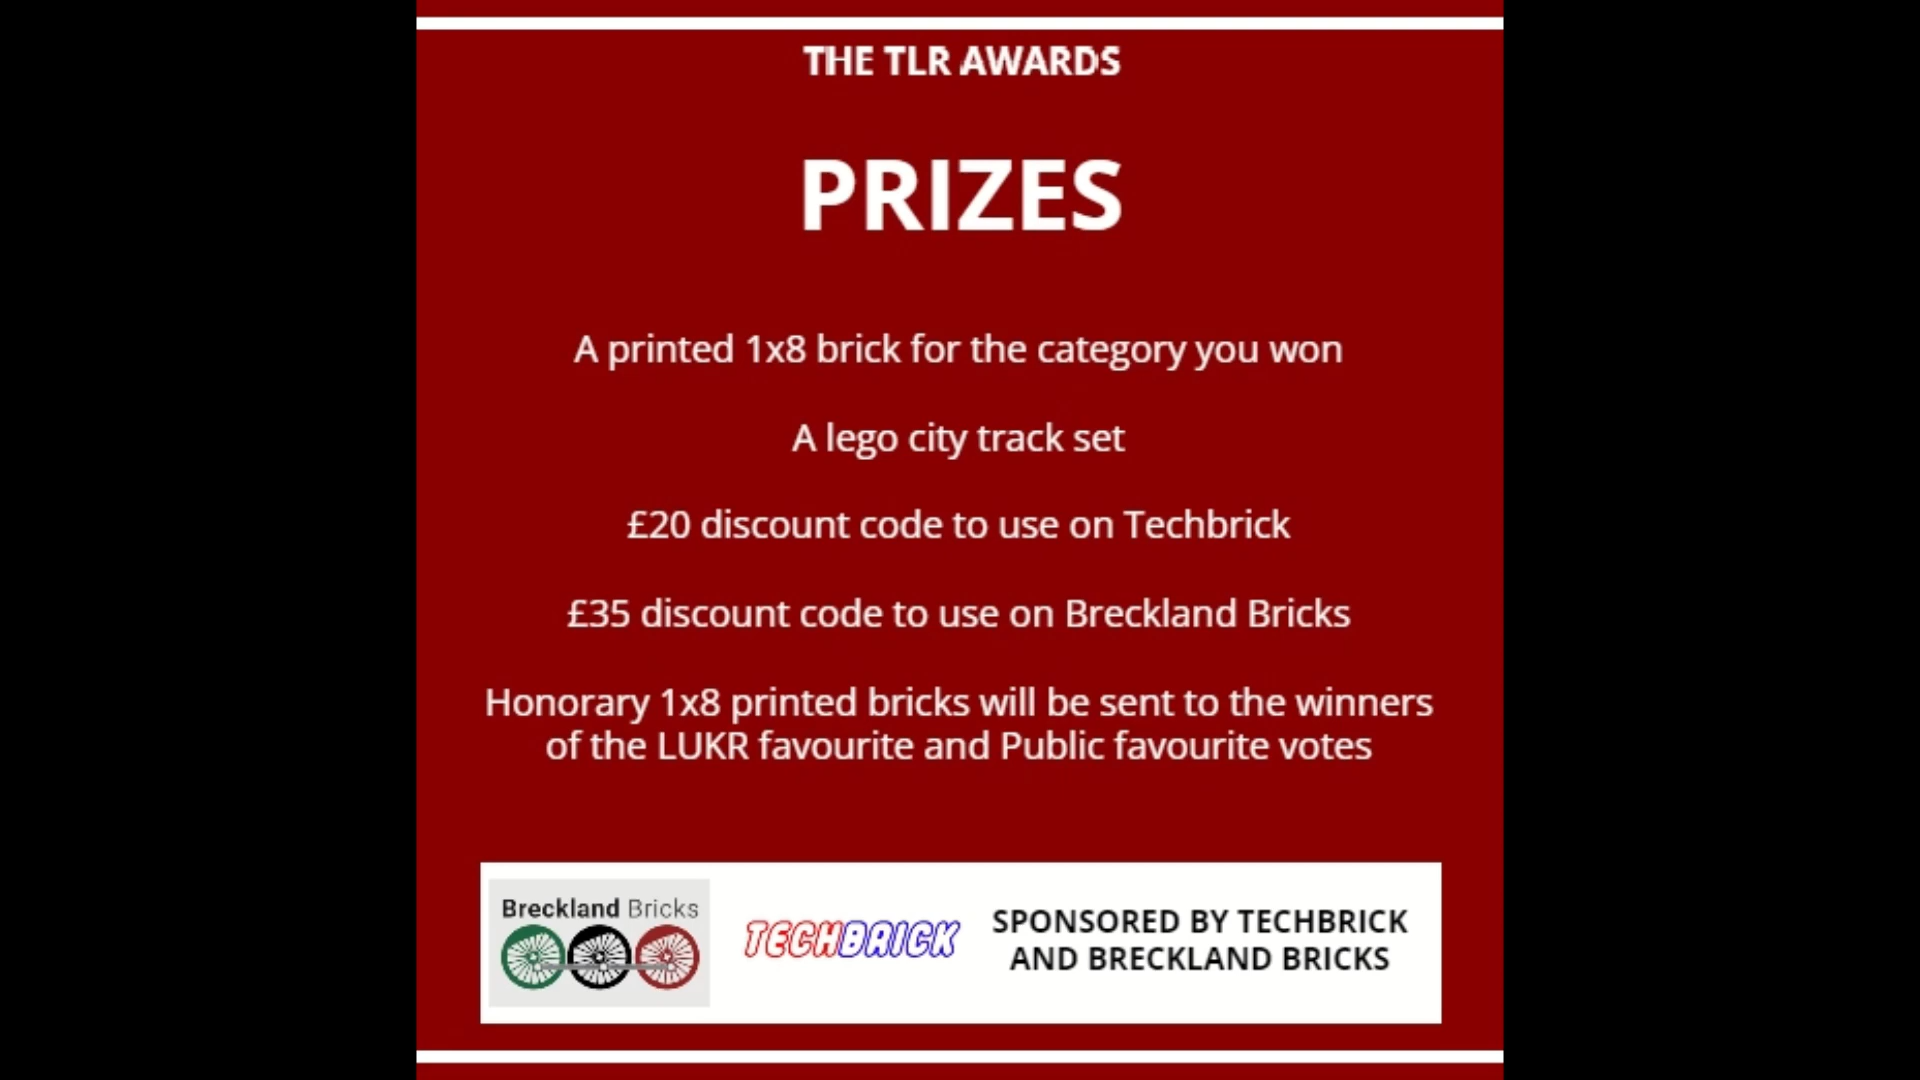 THE TLR AWARDS
PRIZES
A printed 1x8 brick for the category you won
A lego city track set
£20 discount code to use on Techbrick
£35 discount code to use on Breckland Bricks
Honorary 1x8 printed bricks will be sent to the winners
of the LUKR favourite and Public favourite votes
Breckland Bricks
TECHBRICK
SPONSORED BY TECHBRICK
AND BRECKLAND BRICKS